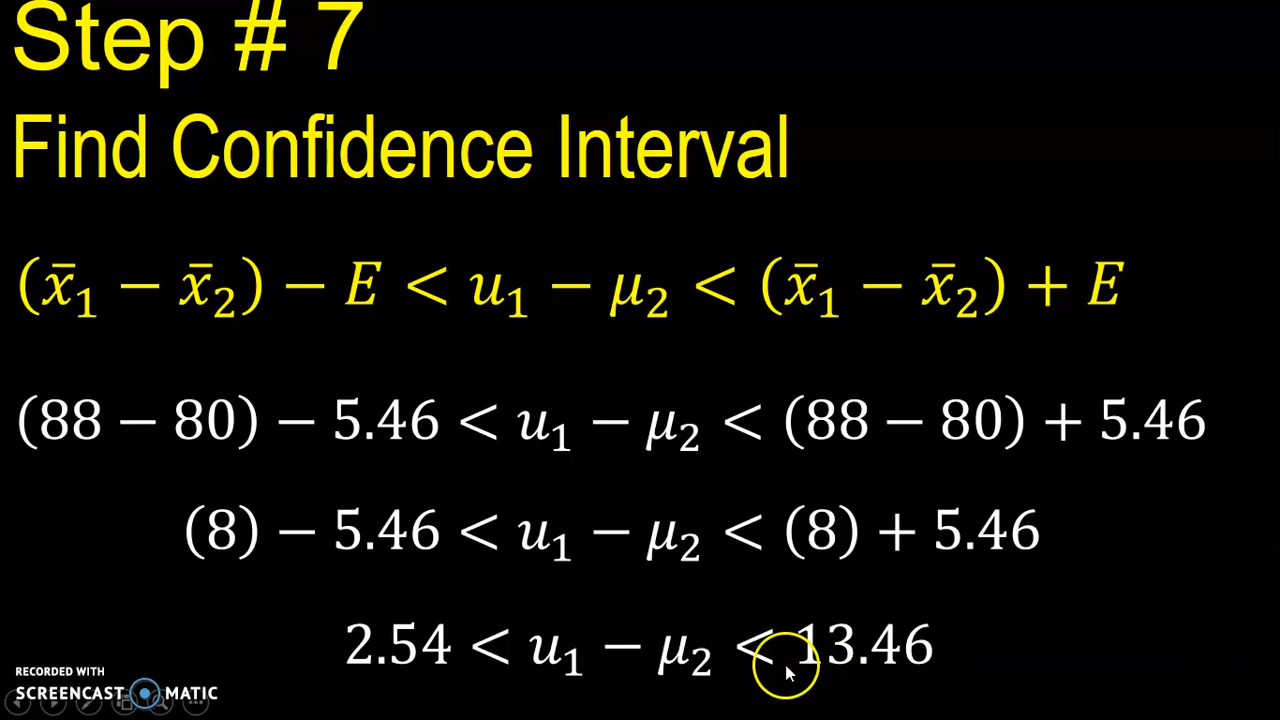 Step # 7
Find Confidence Interval
(x̄₁ − x̄₂) − E < u₁ − μ₂ < (x̄₁ − x̄₂) + E
(88 − 80) − 5.46 < u₁ − μ₂ < (88 − 80) + 5.46
(8) − 5.46 < u₁ − μ₂ < (8) + 5.46
2.54 < u₁ − μ₂ < 13.46
RECORDED WITH
SCREENCAST MATIC